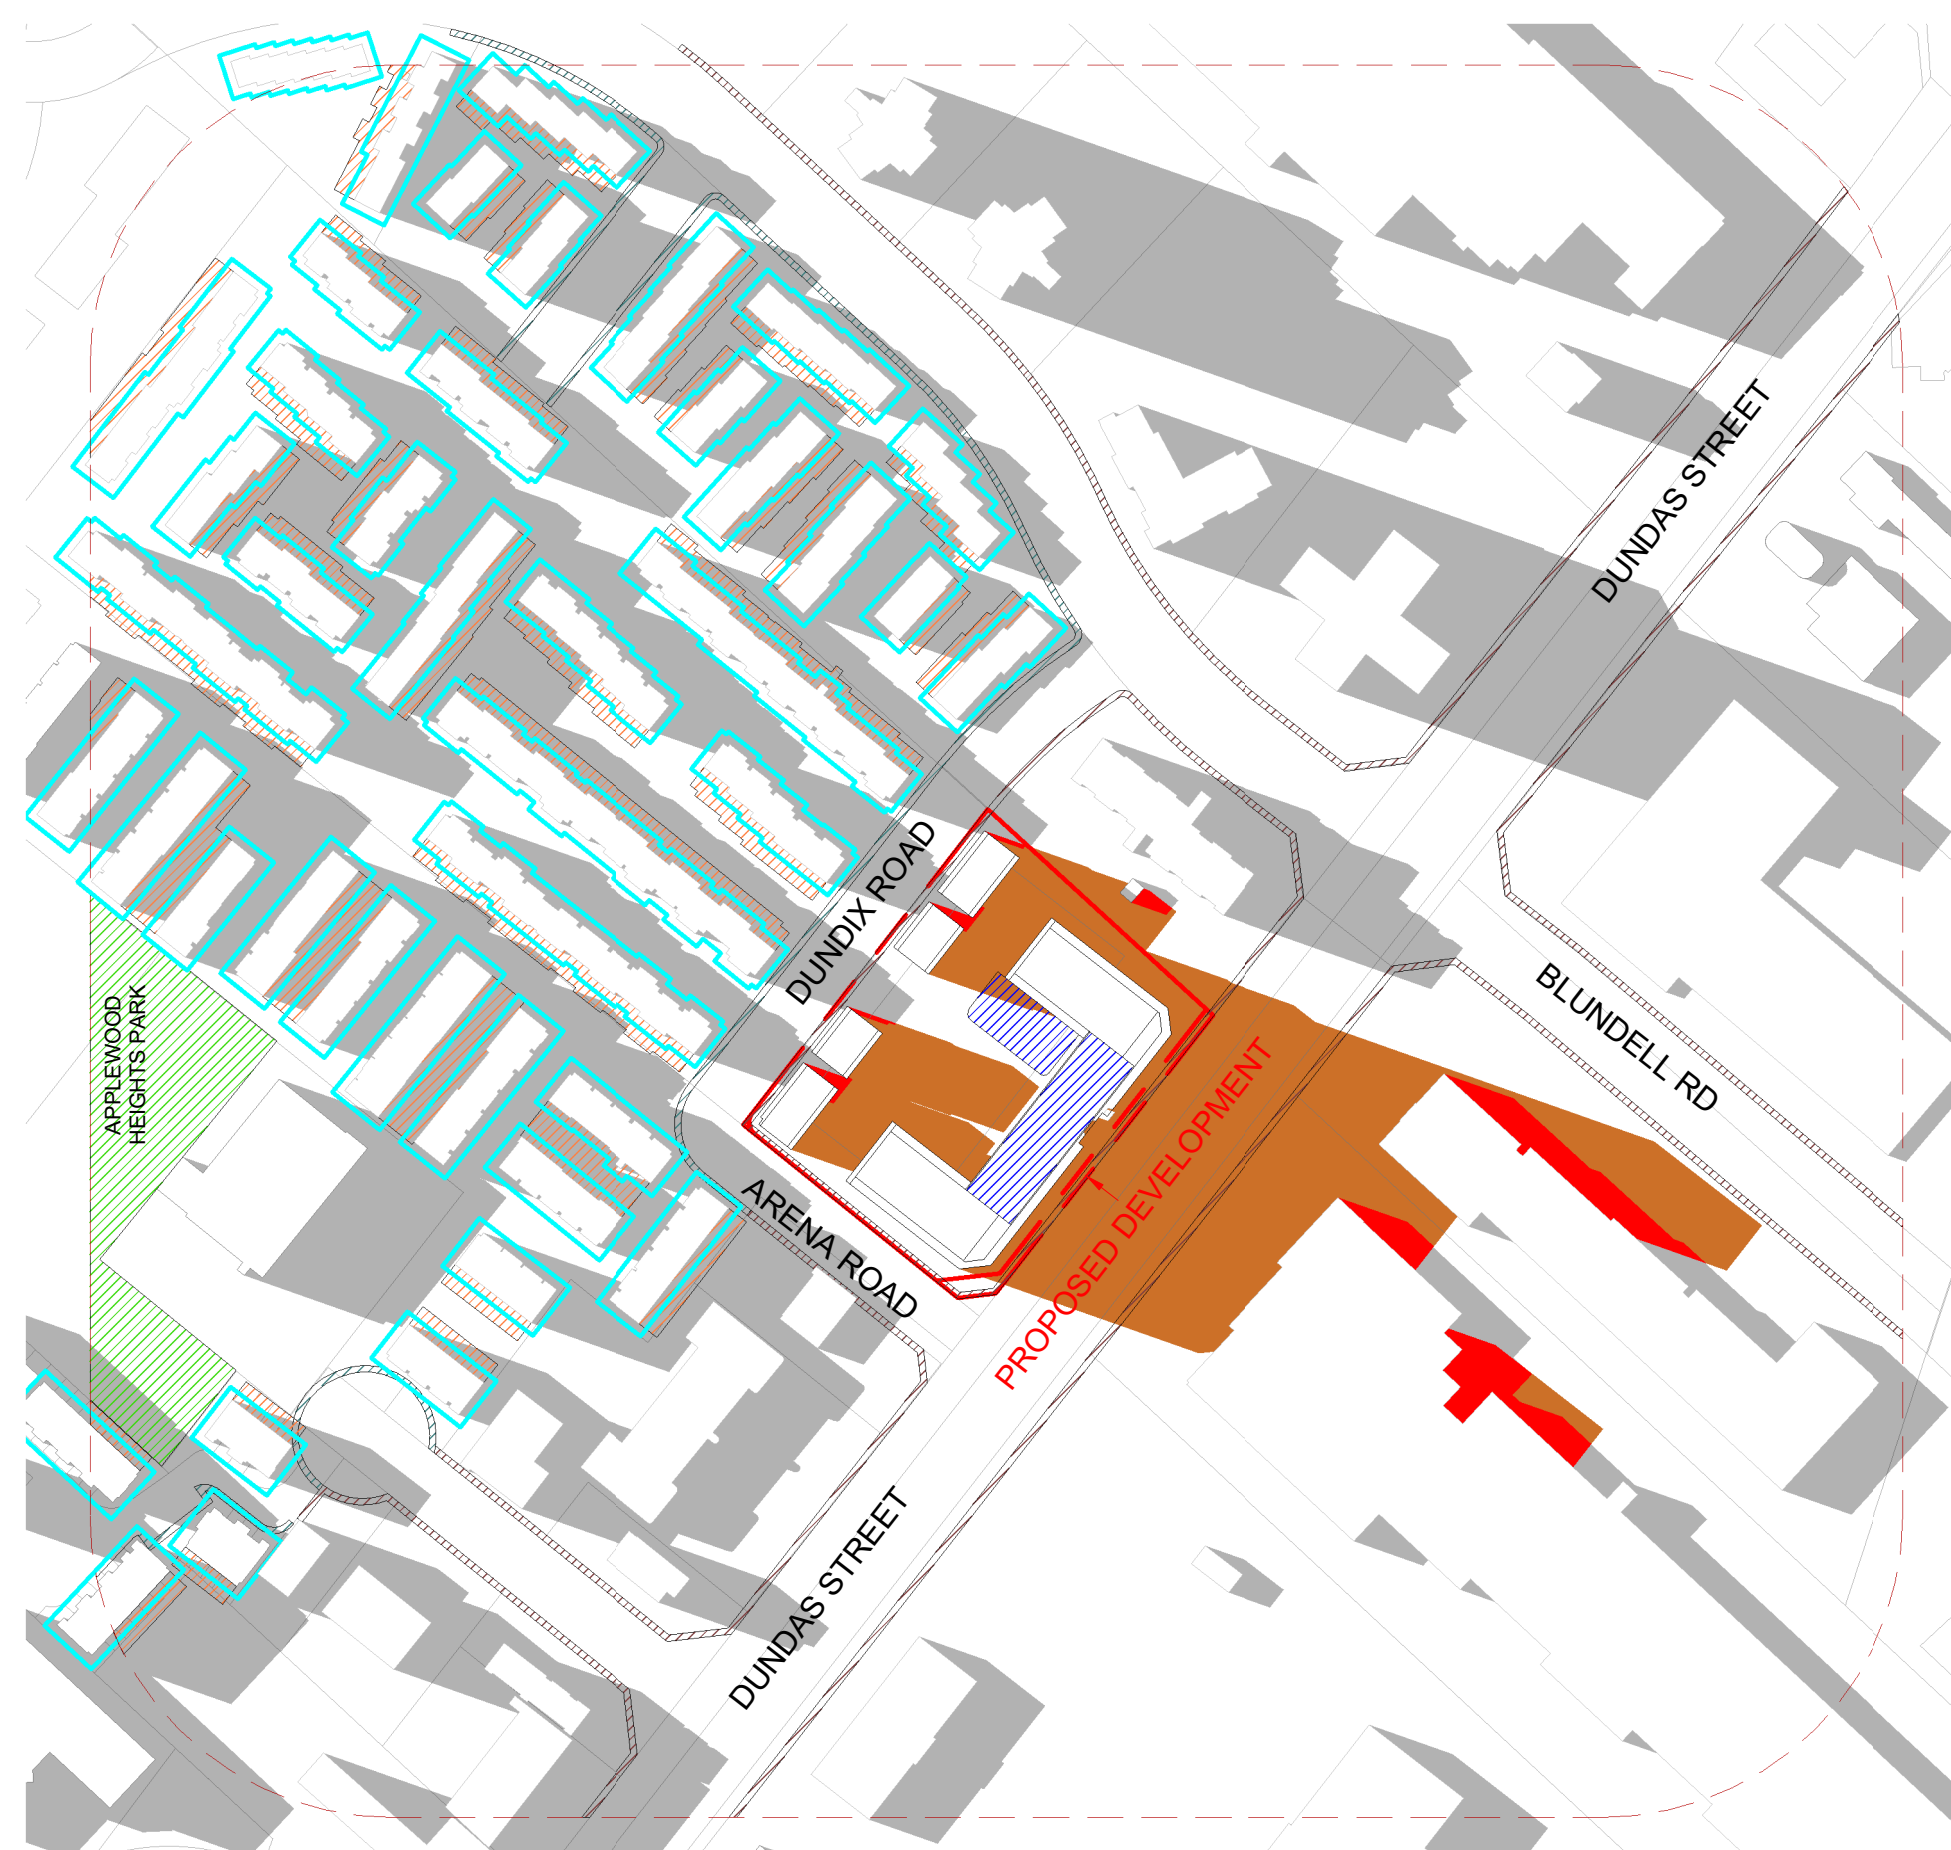 DUNDAS STREET
DUNDIX ROAD
APPLEWOOD
HEIGHTS PARK
BLUNDELL RD
PROPOSED DEVELOPMENT
ARENA ROAD
DUNDAS STREET